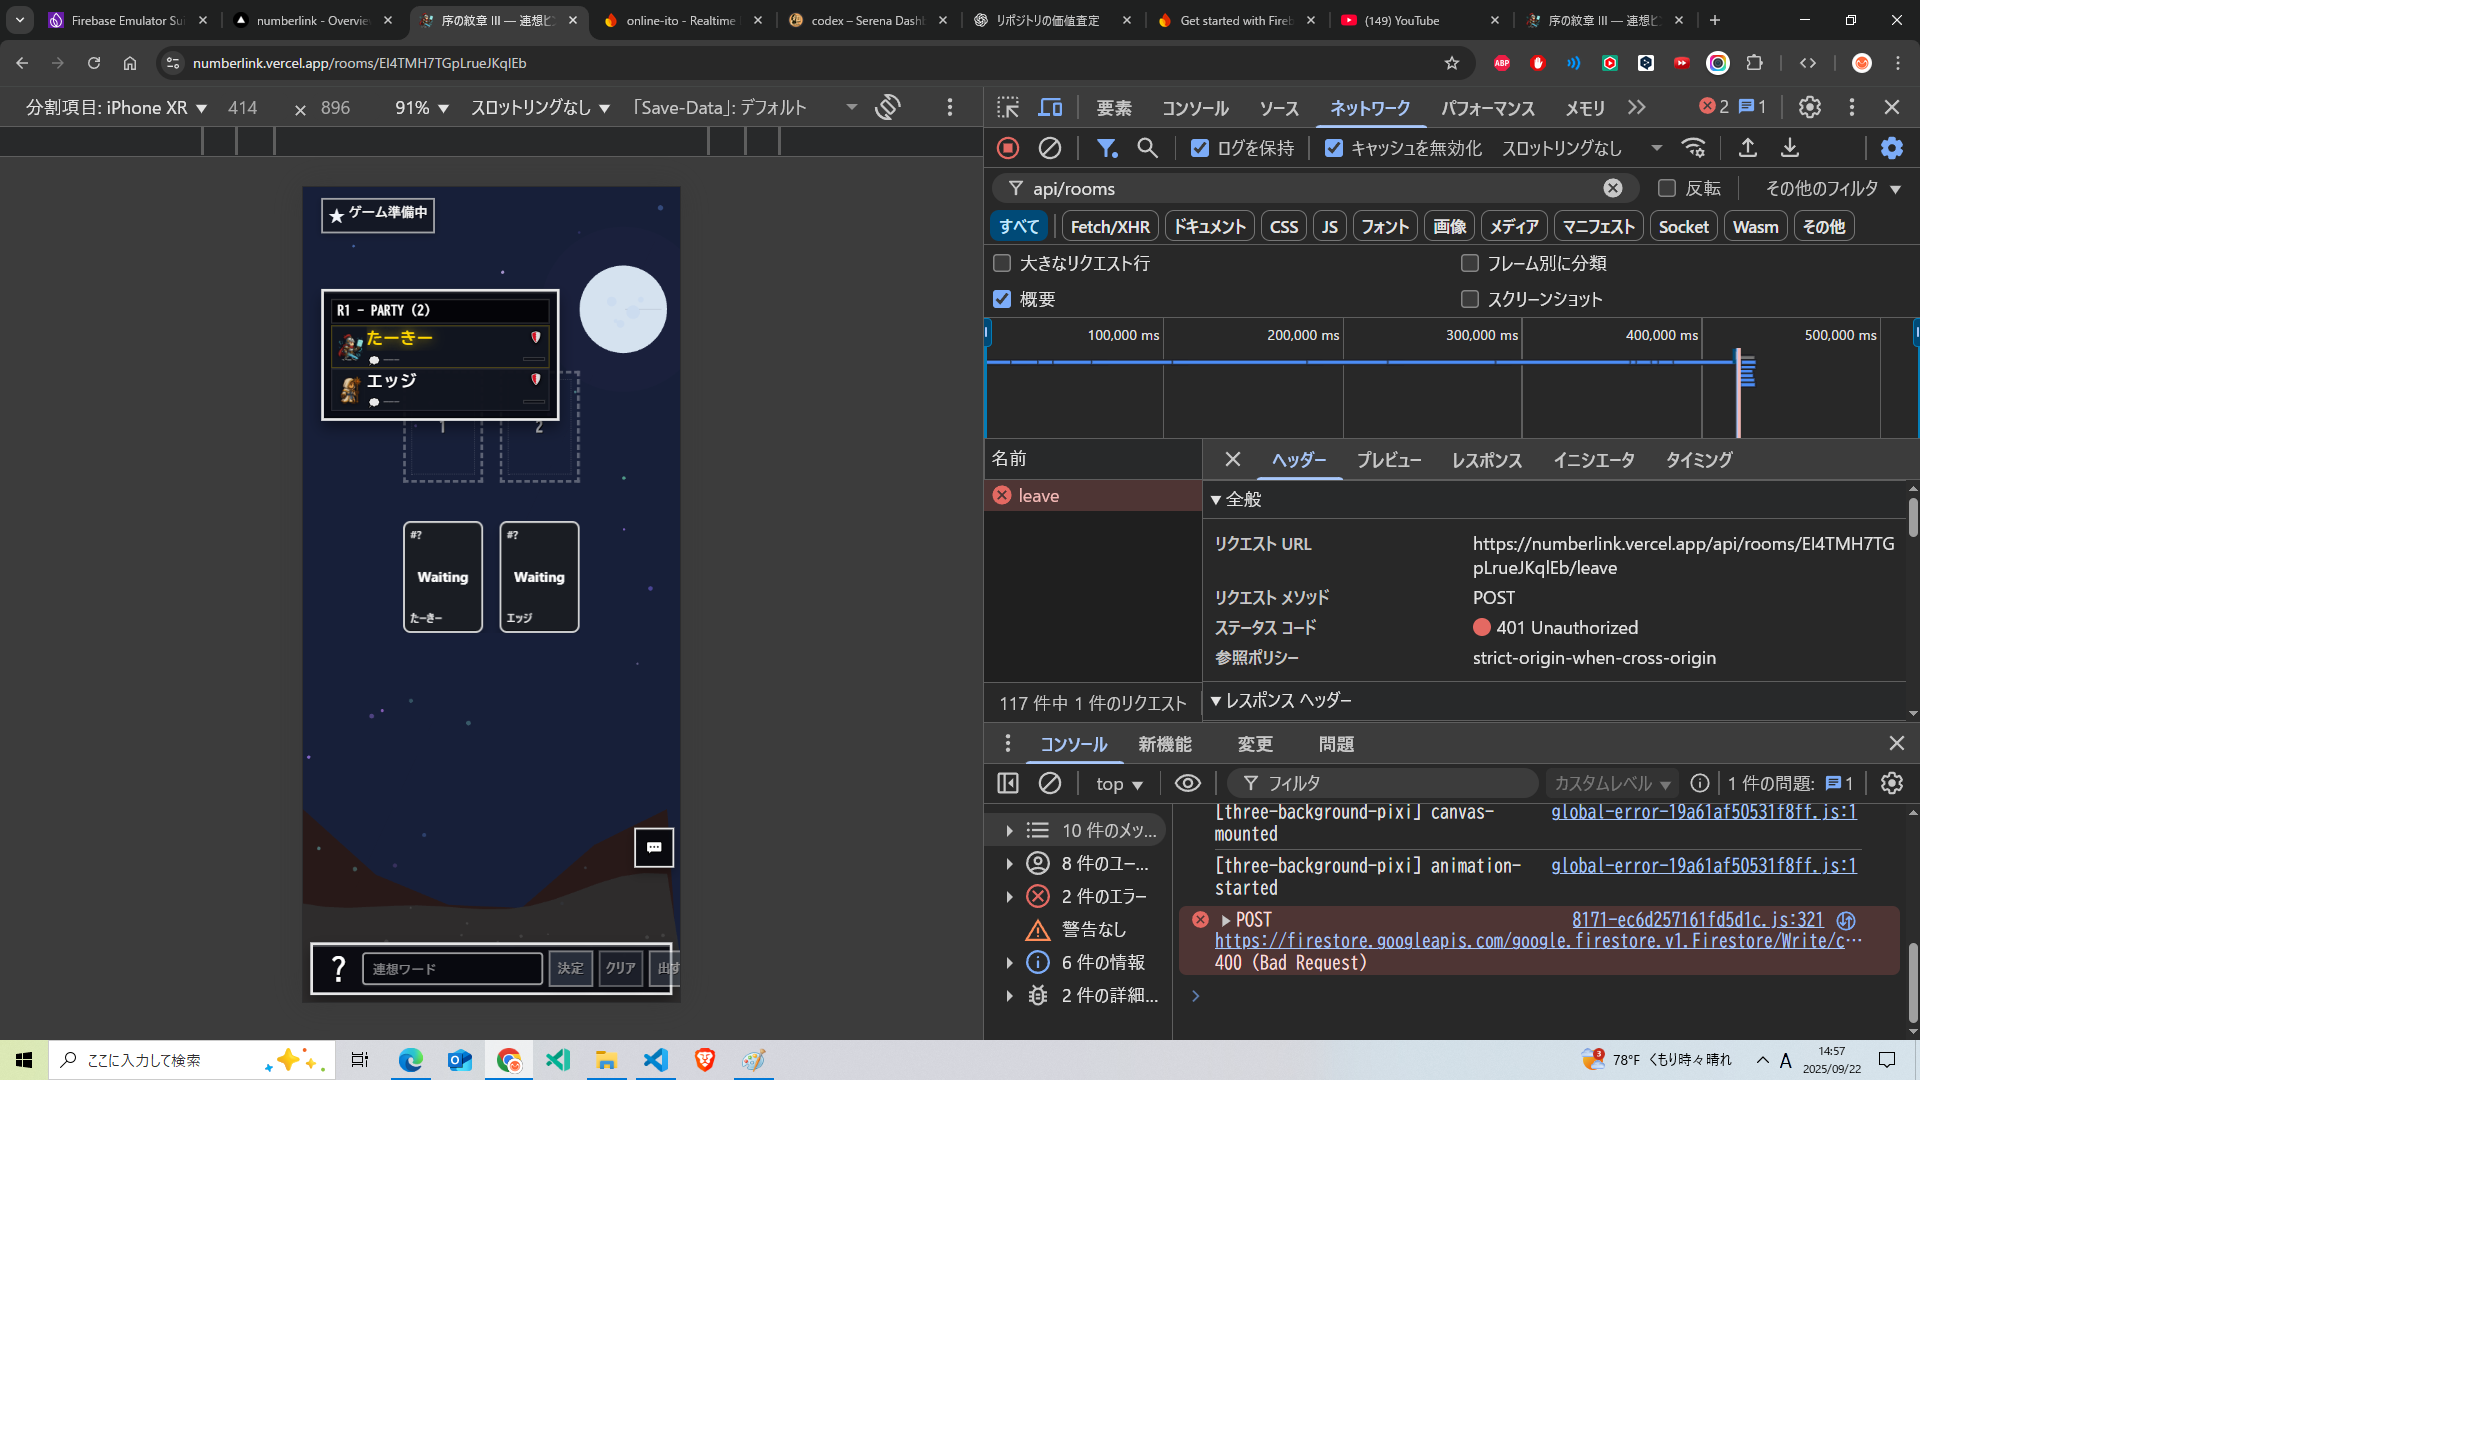 Firebase Emulator Sui
numberlink - Overvie
序の紋章 III — 連想ヒ
online-ito - Realtime
codex – Serena Dash
リポジトリの価値査定
Get started with Fireb
(149) YouTube
序の紋章 III — 連想ヒ
numberlink.vercel.app/rooms/El4TMH7TGpLrueJKqlEb
ABP
分割項目: iPhone XR ▼ 414 × 896 91% ▼ スロットリングなし ▼ 「Save-Data」: デフォルト
要素 コンソール ソース ネットワーク パフォーマンス メモリ 2 1
ログを保持 キャッシュを無効化 スロットリングなし
api/rooms 反転 その他のフィルタ ▼
すべて Fetch/XHR ドキュメント CSS JS フォント 画像 メディア マニフェスト Socket Wasm その他
大きなリクエスト行 フレーム別に分類
概要 スクリーンショット
100,000 ms 200,000 ms 300,000 ms 400,000 ms 500,000 ms
★ ゲーム準備中
R1 - PARTY (2)
たーきー
エッジ
1 2
#? #?
Waiting Waiting
たーきー エッジ
? 連想ワード 決定 クリア 出す
名前
leave
117 件中 1 件のリクエスト
ヘッダー プレビュー レスポンス イニシエータ タイミング
▼全般
リクエスト URL https://numberlink.vercel.app/api/rooms/El4TMH7TG
pLrueJKqlEb/leave
リクエスト メソッド POST
ステータス コード 401 Unauthorized
参照ポリシー strict-origin-when-cross-origin
▼レスポンス ヘッダー
コンソール 新機能 変更 問題
top ▼ フィルタ カスタムレベル ▼ 1 件の問題: 1
10 件のメッ...
8 件のユー...
2 件のエラー
警告なし
6 件の情報
2 件の詳細...
[three-background-pixi] canvas- global-error-19a61af50531f8ff.js:1
mounted
[three-background-pixi] animation- global-error-19a61af50531f8ff.js:1
started
▶POST 8171-ec6d257161fd5d1c.js:321
https://firestore.googleapis.com/google.firestore.v1.Firestore/Write/c…
400 (Bad Request)
ここに入力して検索
3 78°F くもり時々晴れ A 14:57
2025/09/22